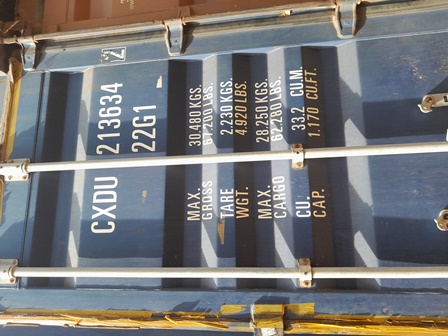 CXDU 213634 2
22G1
MAX. 30.480 KGS.
GROSS 67.200 LBS.
TARE 2.230 KGS.
WGT. 4.920 LBS.
MAX. 28.250 KGS.
CARGO 62.280 LBS.
CU. 33.2 CU.M.
CAP. 1.170 CU.FT.